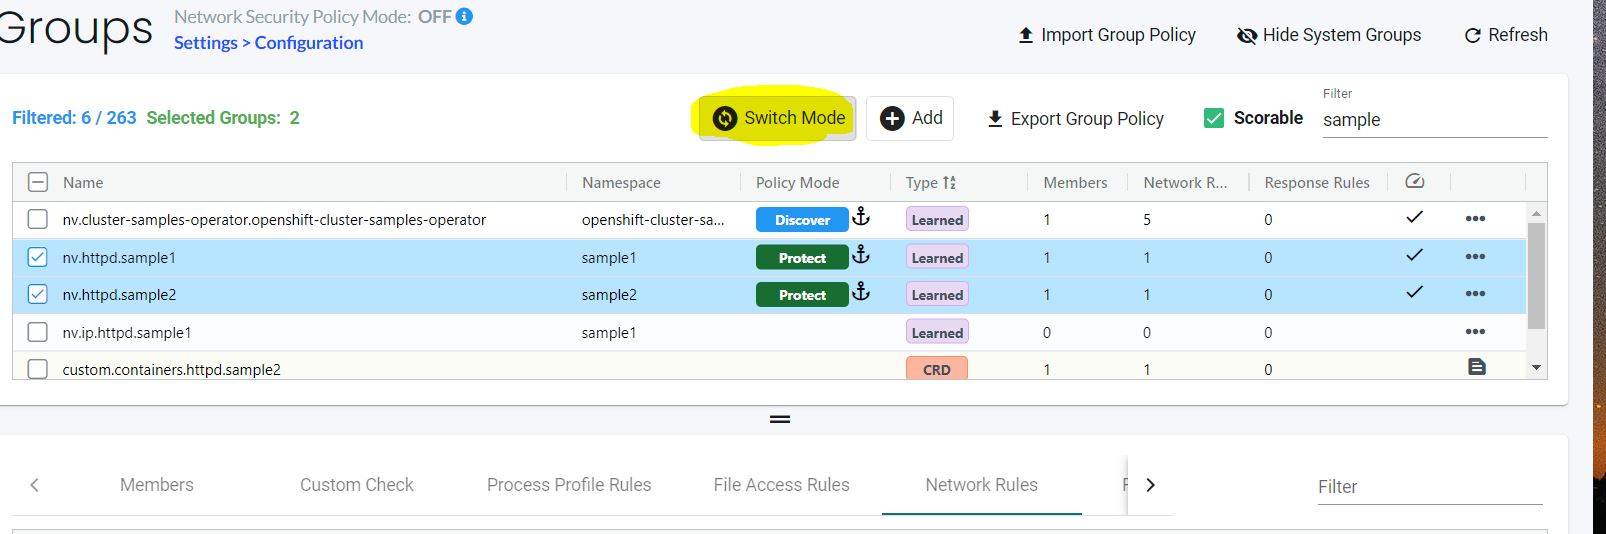 Groups
Network Security Policy Mode: OFF
Settings > Configuration
Import Group Policy
Hide System Groups
Refresh
Filtered: 6 / 263 Selected Groups: 2
Switch Mode
Add
Export Group Policy
Scorable
Filter
sample
Name Namespace Policy Mode Type Members Network R... Response Rules
nv.cluster-samples-operator.openshift-cluster-samples-operator openshift-cluster-sa... Discover Learned 1 5 0
nv.httpd.sample1 sample1 Protect Learned 1 1 0
nv.httpd.sample2 sample2 Protect Learned 1 1 0
nv.ip.httpd.sample1 sample1 Learned 0 0 0
custom.containers.httpd.sample2 CRD 1 1 0
Members Custom Check Process Profile Rules File Access Rules Network Rules
Filter